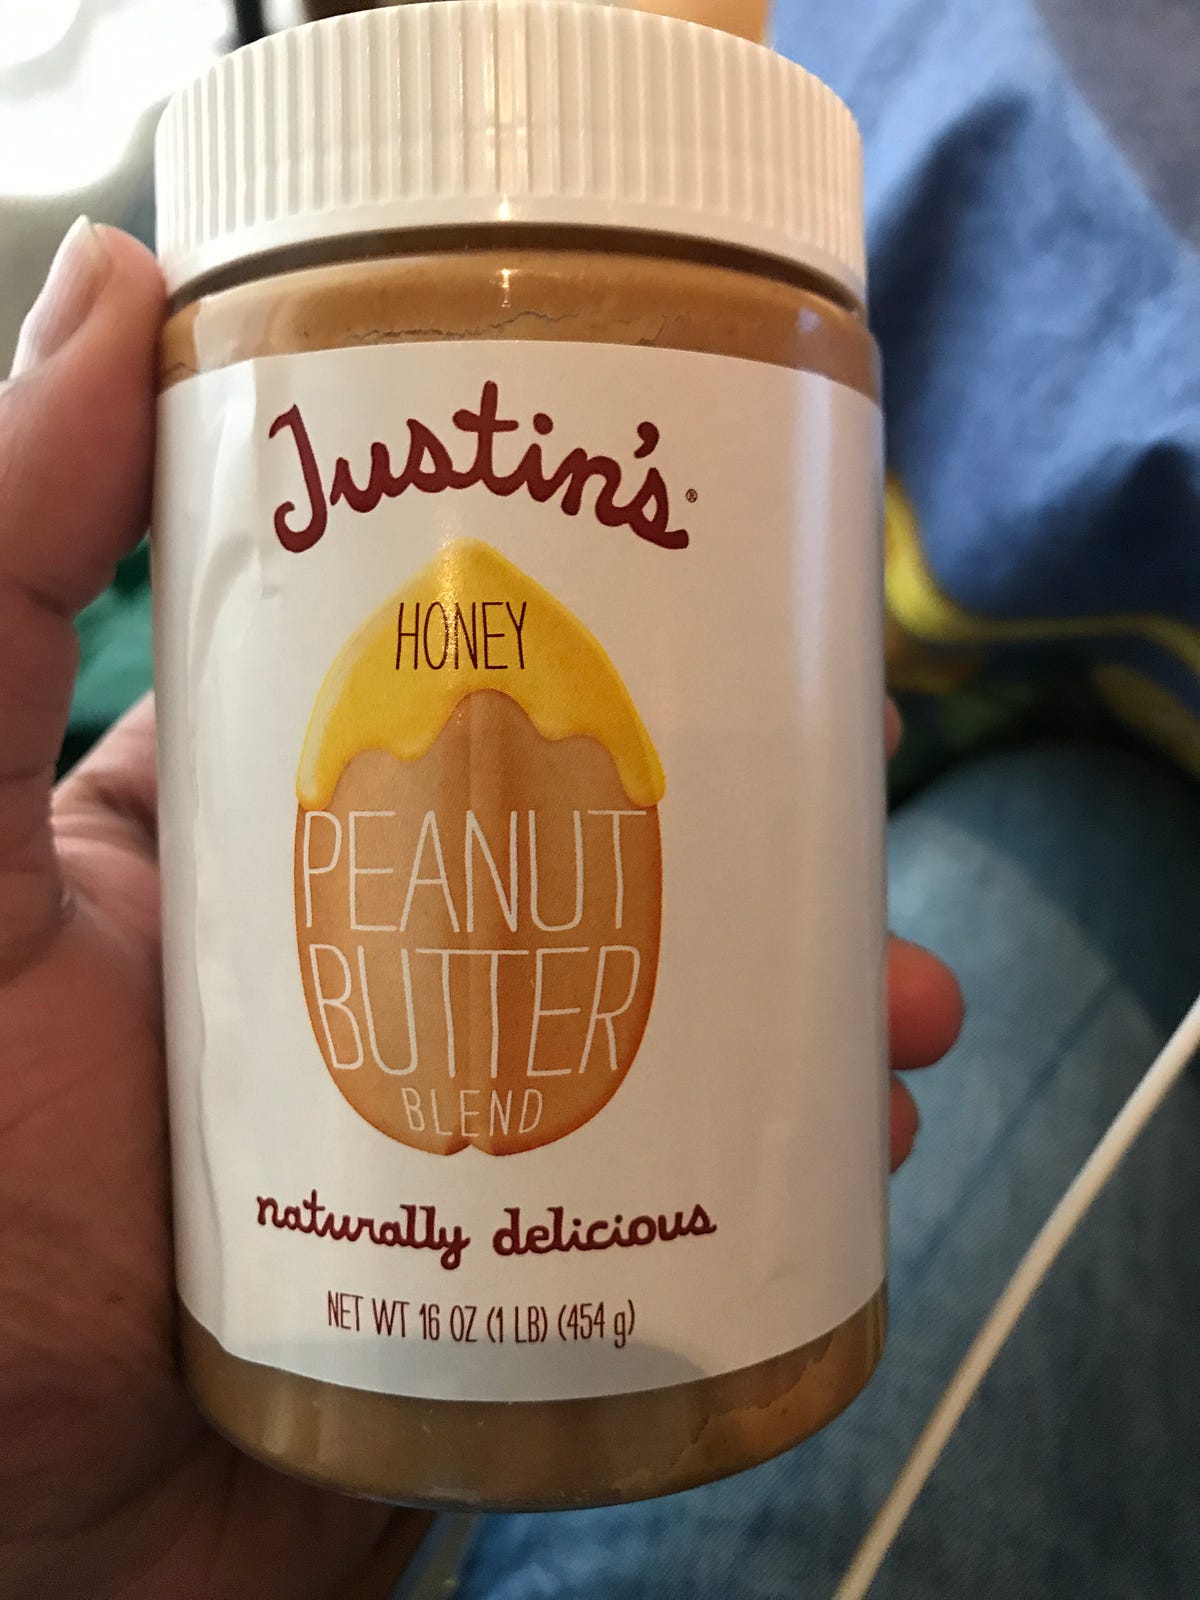 Justin's®
HONEY
PEANUT
BUTTER
BLEND
naturally delicious
NET WT 16 OZ (1 LB) (454 g)